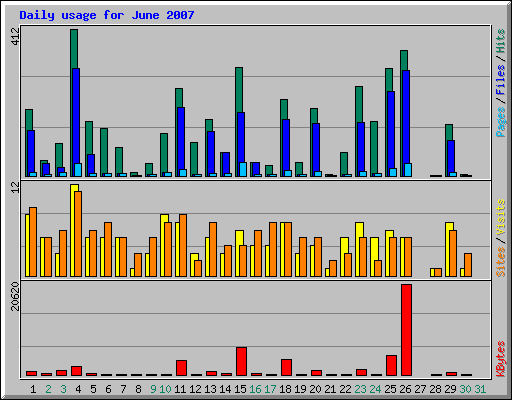 Daily usage for June 2007
412
Pages / Files / Hits
12
Sites / Visits
20620
KBytes
1 2 3 4 5 6 7 8 9 10 11 12 13 14 15 16 17 18 19 20 21 22 23 24 25 26 27 28 29 30 31